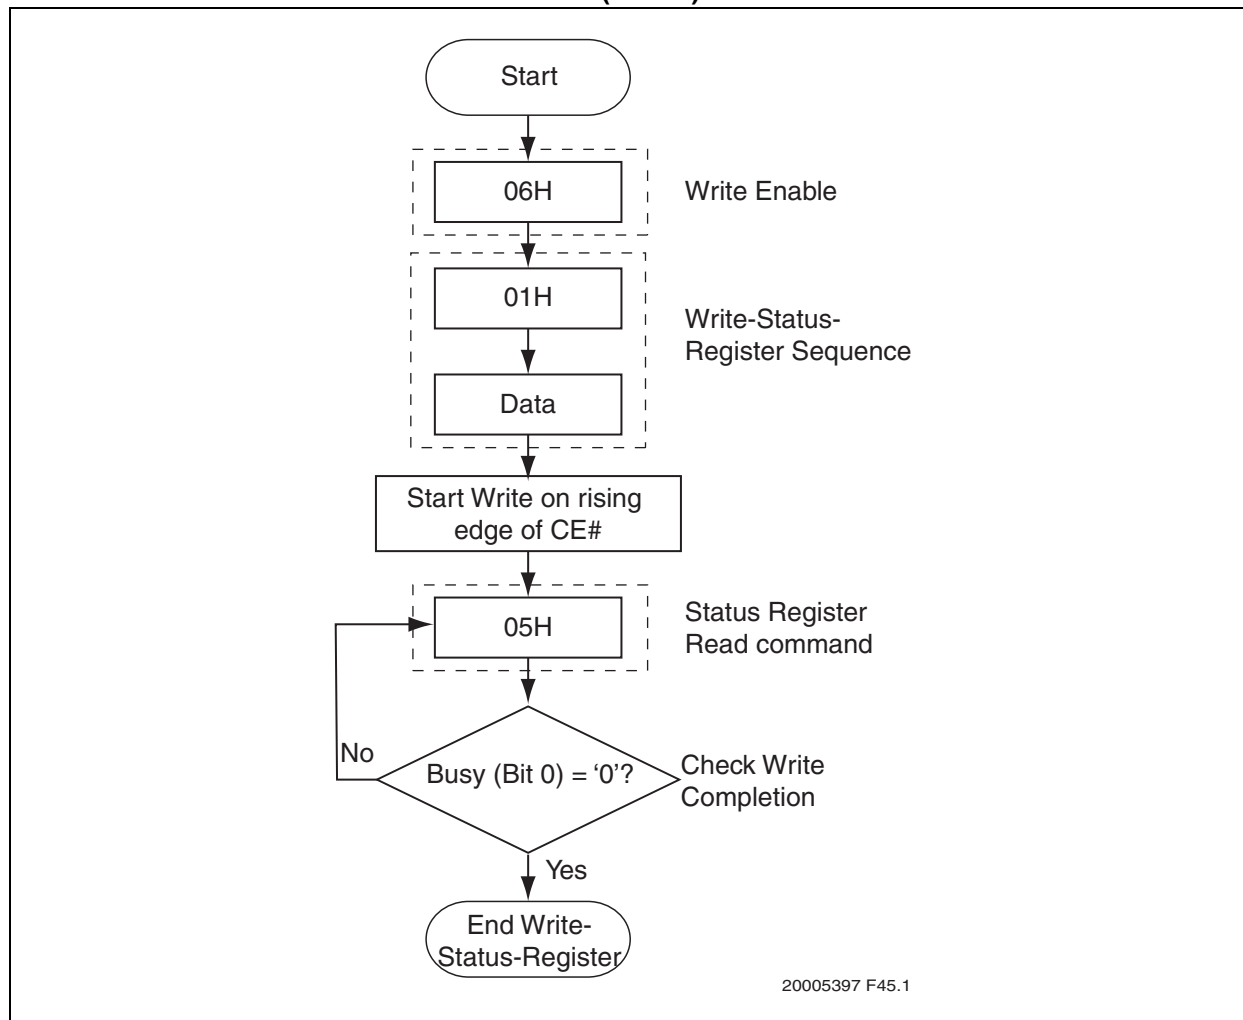 Start
06H
Write Enable
01H
Write-Status-
Register Sequence
Data
Start Write on rising
edge of CE#
05H
Status Register
Read command
No
Busy (Bit 0) = ‘0’?
Check Write
Completion
Yes
End Write-
Status-Register
20005397 F45.1